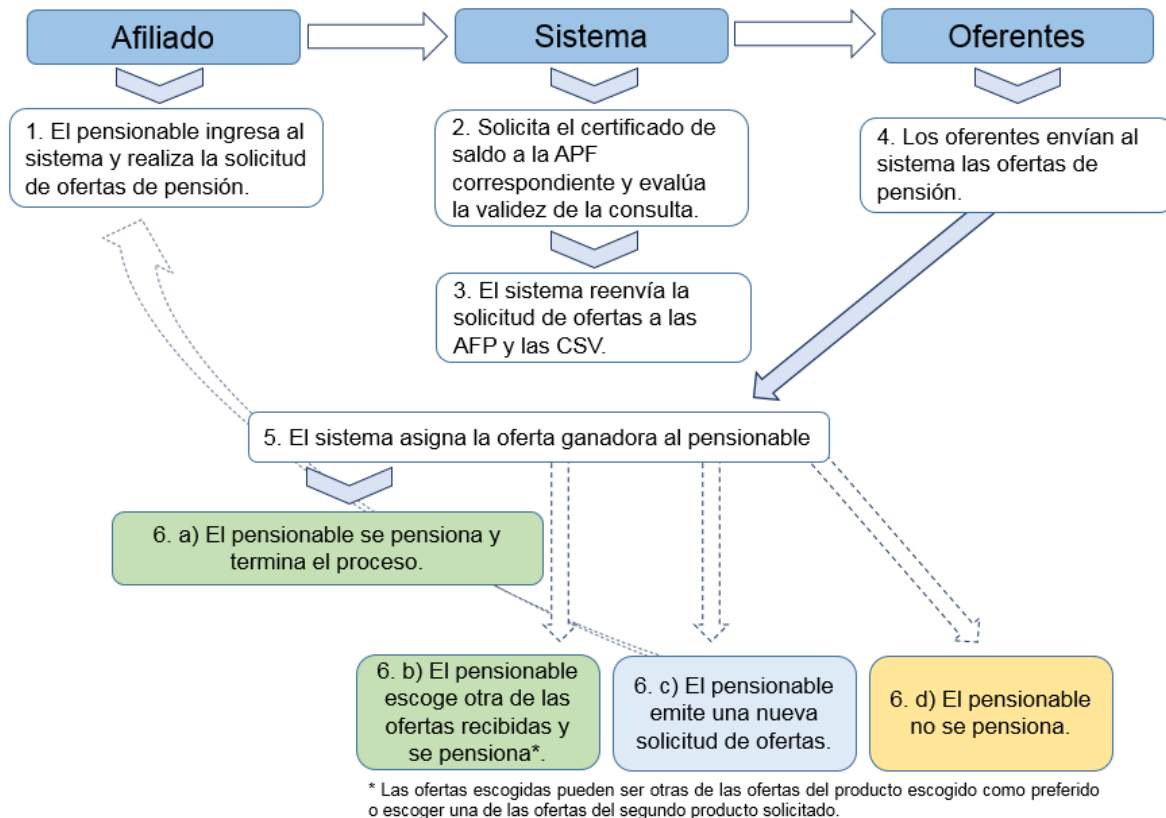 Afiliado
Sistema
Oferentes
1. El pensionable ingresa al
sistema y realiza la solicitud
de ofertas de pensión.
2. Solicita el certificado de
saldo a la APF
correspondiente y evalúa
la validez de la consulta.
4. Los oferentes envían al
sistema las ofertas de
pensión.
3. El sistema reenvía la
solicitud de ofertas a las
AFP y las CSV.
5. El sistema asigna la oferta ganadora al pensionable
6. a) El pensionable se pensiona y
termina el proceso.
6. b) El pensionable
escoge otra de las
ofertas recibidas y
se pensiona*.
6. c) El pensionable
emite una nueva
solicitud de ofertas.
6. d) El pensionable
no se pensiona.
* Las ofertas escogidas pueden ser otras de las ofertas del producto escogido como preferido
o escoger una de las ofertas del segundo producto solicitado.